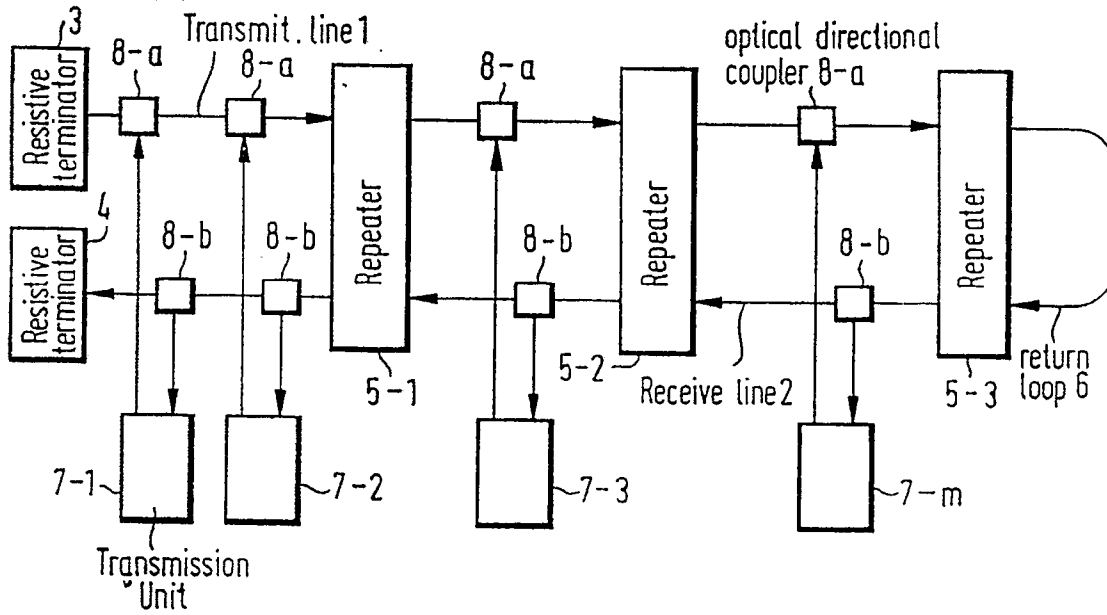 3
Resistive
terminator
8-a
Transmit. line 1
8-a
8-a
optical directional
coupler 8-a
4
Resistive
terminator
8-b
8-b
Repeater
8-b
Repeater
8-b
Repeater
5-1
5-2
Receive line 2
5-3
return
loop 6
7-1
7-2
7-3
7-m
Transmission
Unit